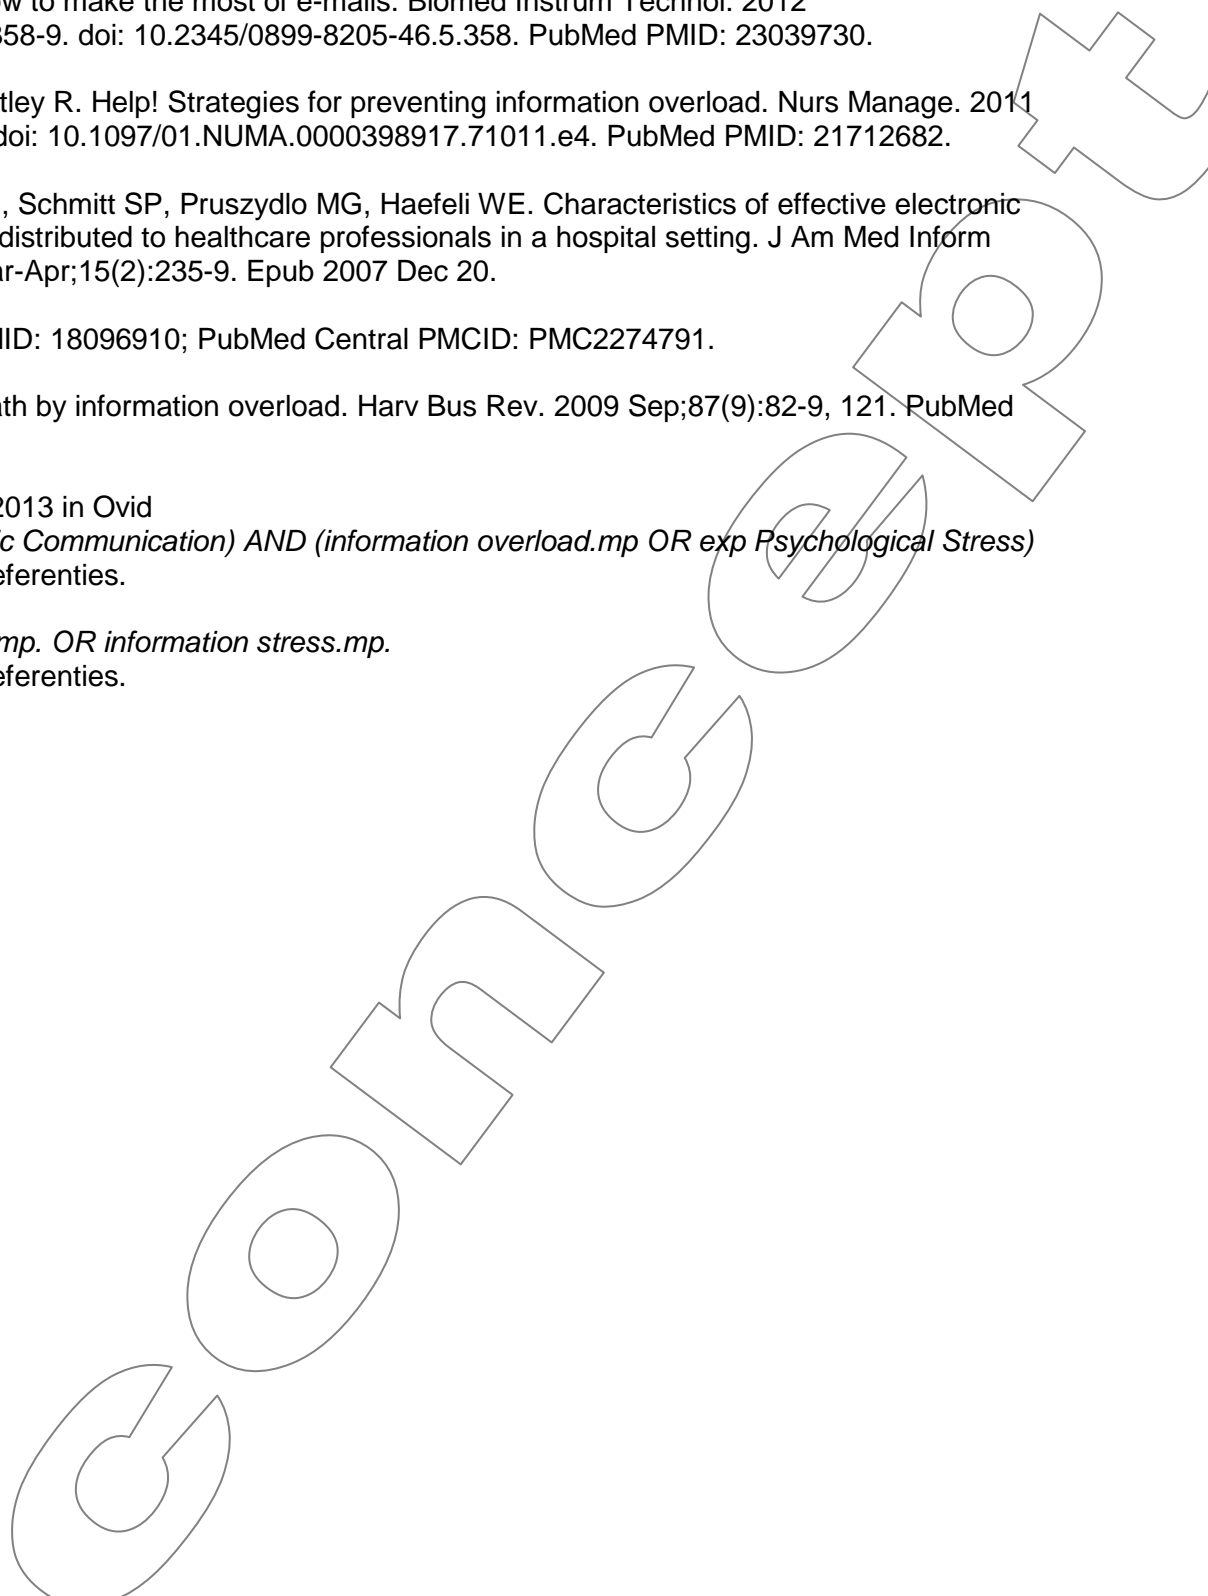 to make the most of e-mails. Biomed Instrum Technol. 2012
358-9. doi: 10.2345/0899-8205-46.5.358. PubMed PMID: 23039730.
tley R. Help! Strategies for preventing information overload. Nurs Manage. 2011
doi: 10.1097/01.NUMA.0000398917.71011.e4. PubMed PMID: 21712682.
, Schmitt SP, Pruszydlo MG, Haefeli WE. Characteristics of effective electronic
distributed to healthcare professionals in a hospital setting. J Am Med Inform
ar-Apr;15(2):235-9. Epub 2007 Dec 20.
MID: 18096910; PubMed Central PMCID: PMC2274791.
ath by information overload. Harv Bus Rev. 2009 Sep;87(9):82-9, 121. PubMed
2013 in Ovid
ic Communication) AND (information overload.mp OR exp Psychological Stress)
eferenties.
mp. OR information stress.mp.
eferenties.
concept